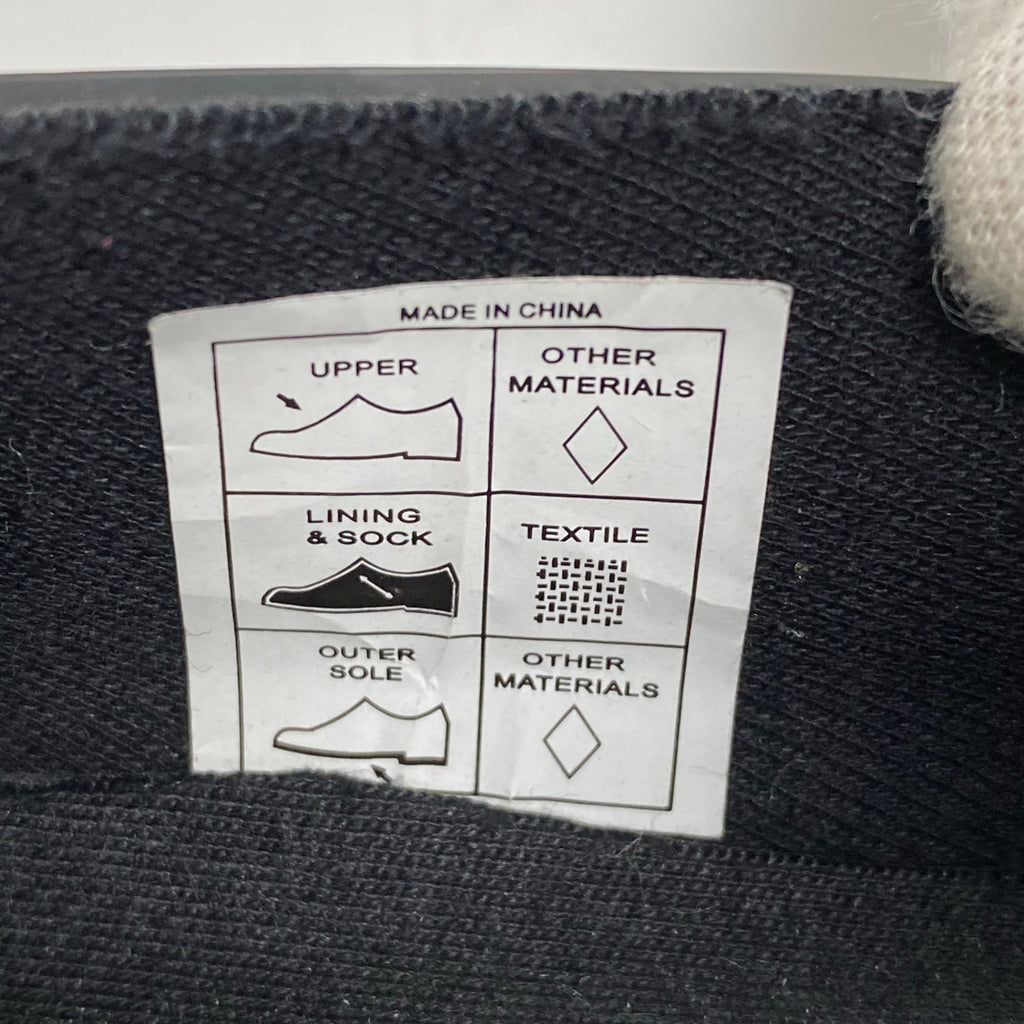 MADE IN CHINA
UPPER
OTHER
MATERIALS
LINING
& SOCK
TEXTILE
OUTER
SOLE
OTHER
MATERIALS